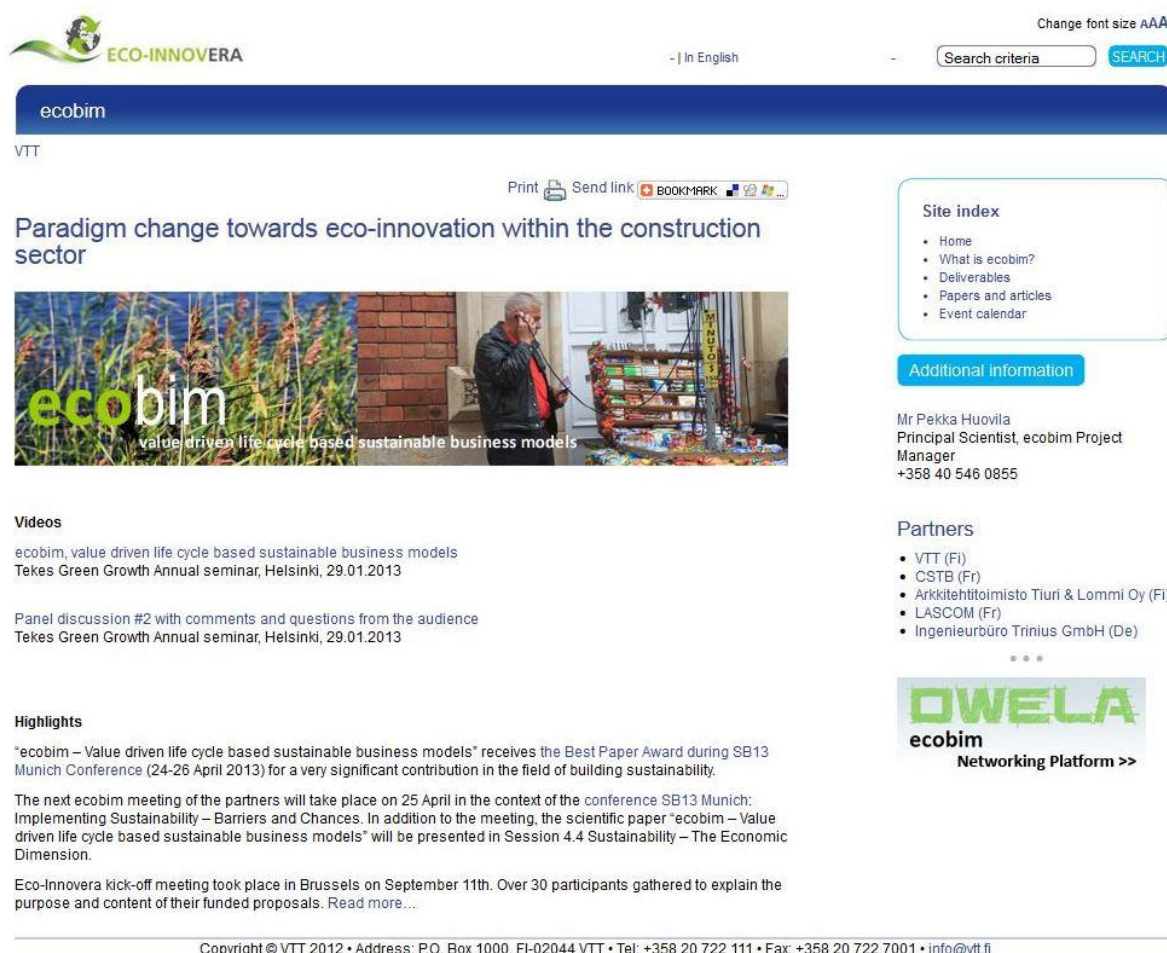 Change font size AAA
ECO-INNOVERA
- | In English
-
Search criteria
SEARCH
ecobim
VTT
Print Send link BOOKMARK ...
Paradigm change towards eco-innovation within the construction
sector
ecobim
value driven life cycle based sustainable business models
MINUTO $
Videos
ecobim, value driven life cycle based sustainable business models
Tekes Green Growth Annual seminar, Helsinki, 29.01.2013
Panel discussion #2 with comments and questions from the audience
Tekes Green Growth Annual seminar, Helsinki, 29.01.2013
Highlights
“ecobim – Value driven life cycle based sustainable business models” receives the Best Paper Award during SB13
Munich Conference (24-26 April 2013) for a very significant contribution in the field of building sustainability.
The next ecobim meeting of the partners will take place on 25 April in the context of the conference SB13 Munich:
Implementing Sustainability – Barriers and Chances. In addition to the meeting, the scientific paper “ecobim – Value
driven life cycle based sustainable business models” will be presented in Session 4.4 Sustainability – The Economic
Dimension.
Eco-Innovera kick-off meeting took place in Brussels on September 11th. Over 30 participants gathered to explain the
purpose and content of their funded proposals. Read more...
Site index
• Home
• What is ecobim?
• Deliverables
• Papers and articles
• Event calendar
Additional information
Mr Pekka Huovila
Principal Scientist, ecobim Project
Manager
+358 40 546 0855
Partners
• VTT (Fi)
• CSTB (Fr)
• Arkkitehtitoimisto Tiuri & Lommi Oy (Fi)
• LASCOM (Fr)
• Ingenieurbüro Trinius GmbH (De)
OWELA
ecobim
Networking Platform >>
Copyright © VTT 2012 • Address: P.O. Box 1000, FI-02044 VTT • Tel: +358 20 722 111 • Fax: +358 20 722 7001 • info@vtt.fi